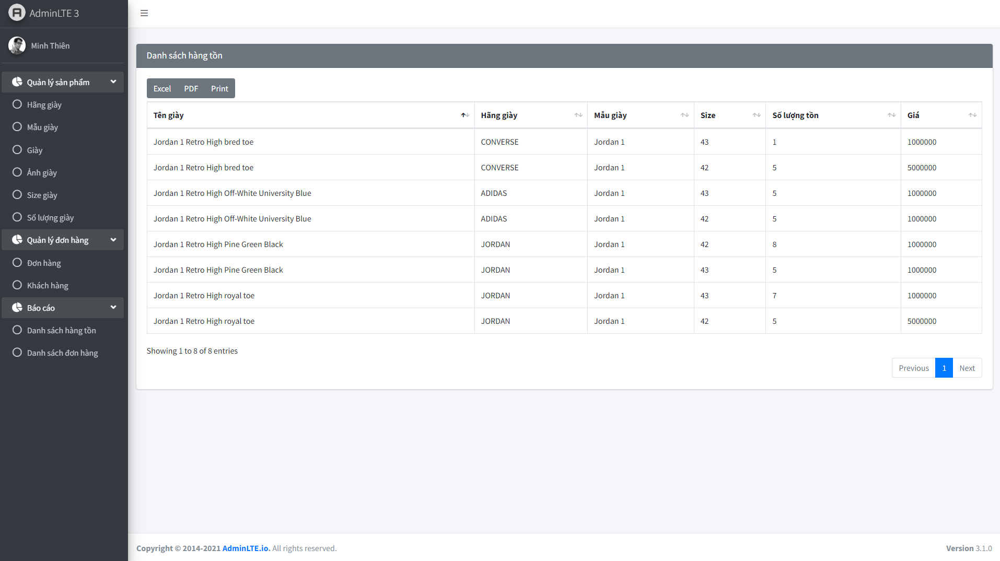 AdminLTE 3
Minh Thiên
Quản lý sản phẩm
Hãng giày
Mẫu giày
Giày
Ảnh giày
Size giày
Số lượng giày
Quản lý đơn hàng
Đơn hàng
Khách hàng
Báo cáo
Danh sách hàng tồn
Danh sách đơn hàng
Danh sách hàng tồn
Excel PDF Print
Tên giày Hãng giày Mẫu giày Size Số lượng tồn Giá
Jordan 1 Retro High bred toe CONVERSE Jordan 1 43 1 1000000
Jordan 1 Retro High bred toe CONVERSE Jordan 1 42 5 5000000
Jordan 1 Retro High Off-White University Blue ADIDAS Jordan 1 43 5 1000000
Jordan 1 Retro High Off-White University Blue ADIDAS Jordan 1 42 5 1000000
Jordan 1 Retro High Pine Green Black JORDAN Jordan 1 42 8 1000000
Jordan 1 Retro High Pine Green Black JORDAN Jordan 1 43 5 1000000
Jordan 1 Retro High royal toe JORDAN Jordan 1 43 7 1000000
Jordan 1 Retro High royal toe JORDAN Jordan 1 42 5 5000000
Showing 1 to 8 of 8 entries
Previous 1 Next
Copyright © 2014-2021 AdminLTE.io. All rights reserved.
Version 3.1.0